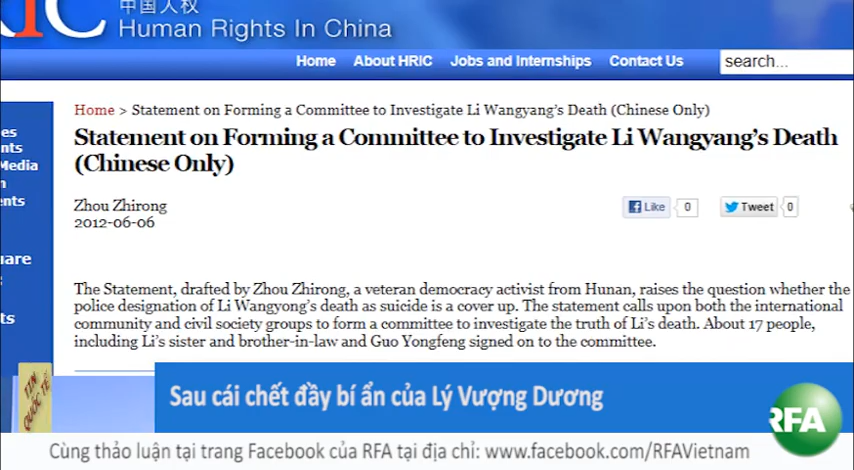 RIC
中国人权
Human Rights In China
Home About HRIC Jobs and Internships Contact Us search...
Home > Statement on Forming a Committee to Investigate Li Wangyang's Death (Chinese Only)
Statement on Forming a Committee to Investigate Li Wangyang's Death
(Chinese Only)
Zhou Zhirong
2012-06-06
Like 0 Tweet 0
The Statement, drafted by Zhou Zhirong, a veteran democracy activist from Hunan, raises the question whether the
police designation of Li Wangyong's death as suicide is a cover up. The statement calls upon both the international
community and civil society groups to form a committee to investigate the truth of Li's death. About 17 people,
including Li's sister and brother-in-law and Guo Yongfeng signed on to the committee.
TIN
QUỐC TẾ
Sau cái chết đầy bí ẩn của Lý Vượng Dương
RFA
Cùng thảo luận tại trang Facebook của RFA tại địa chỉ: www.facebook.com/RFAVietnam